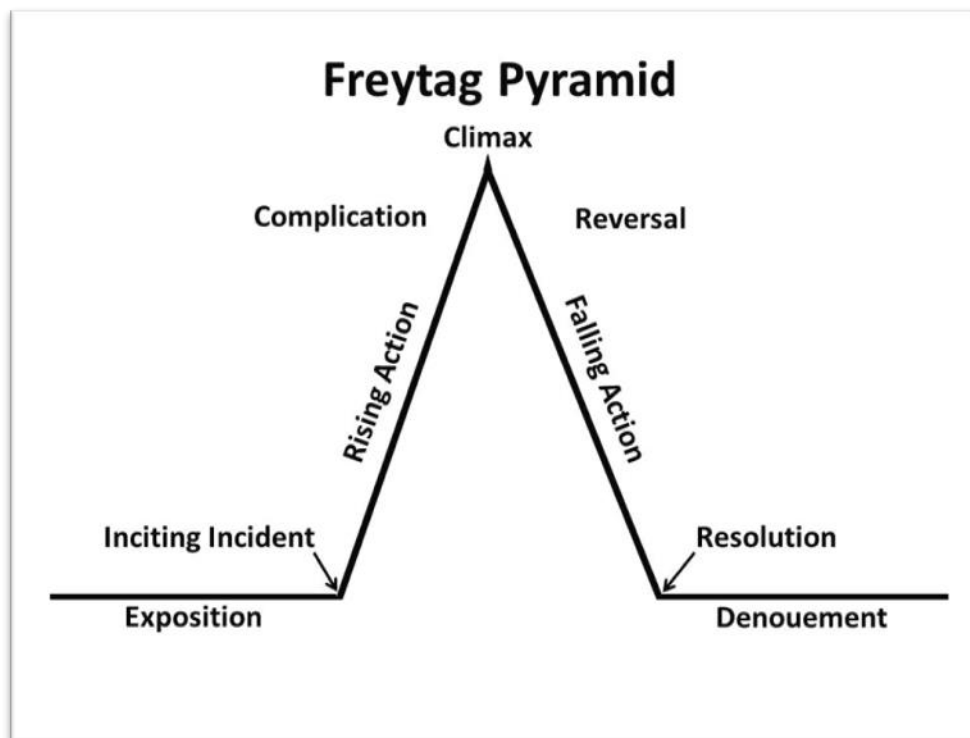 Freytag Pyramid
Climax
Complication
Reversal
Rising Action
Falling Action
Inciting Incident
Resolution
Exposition
Denouement